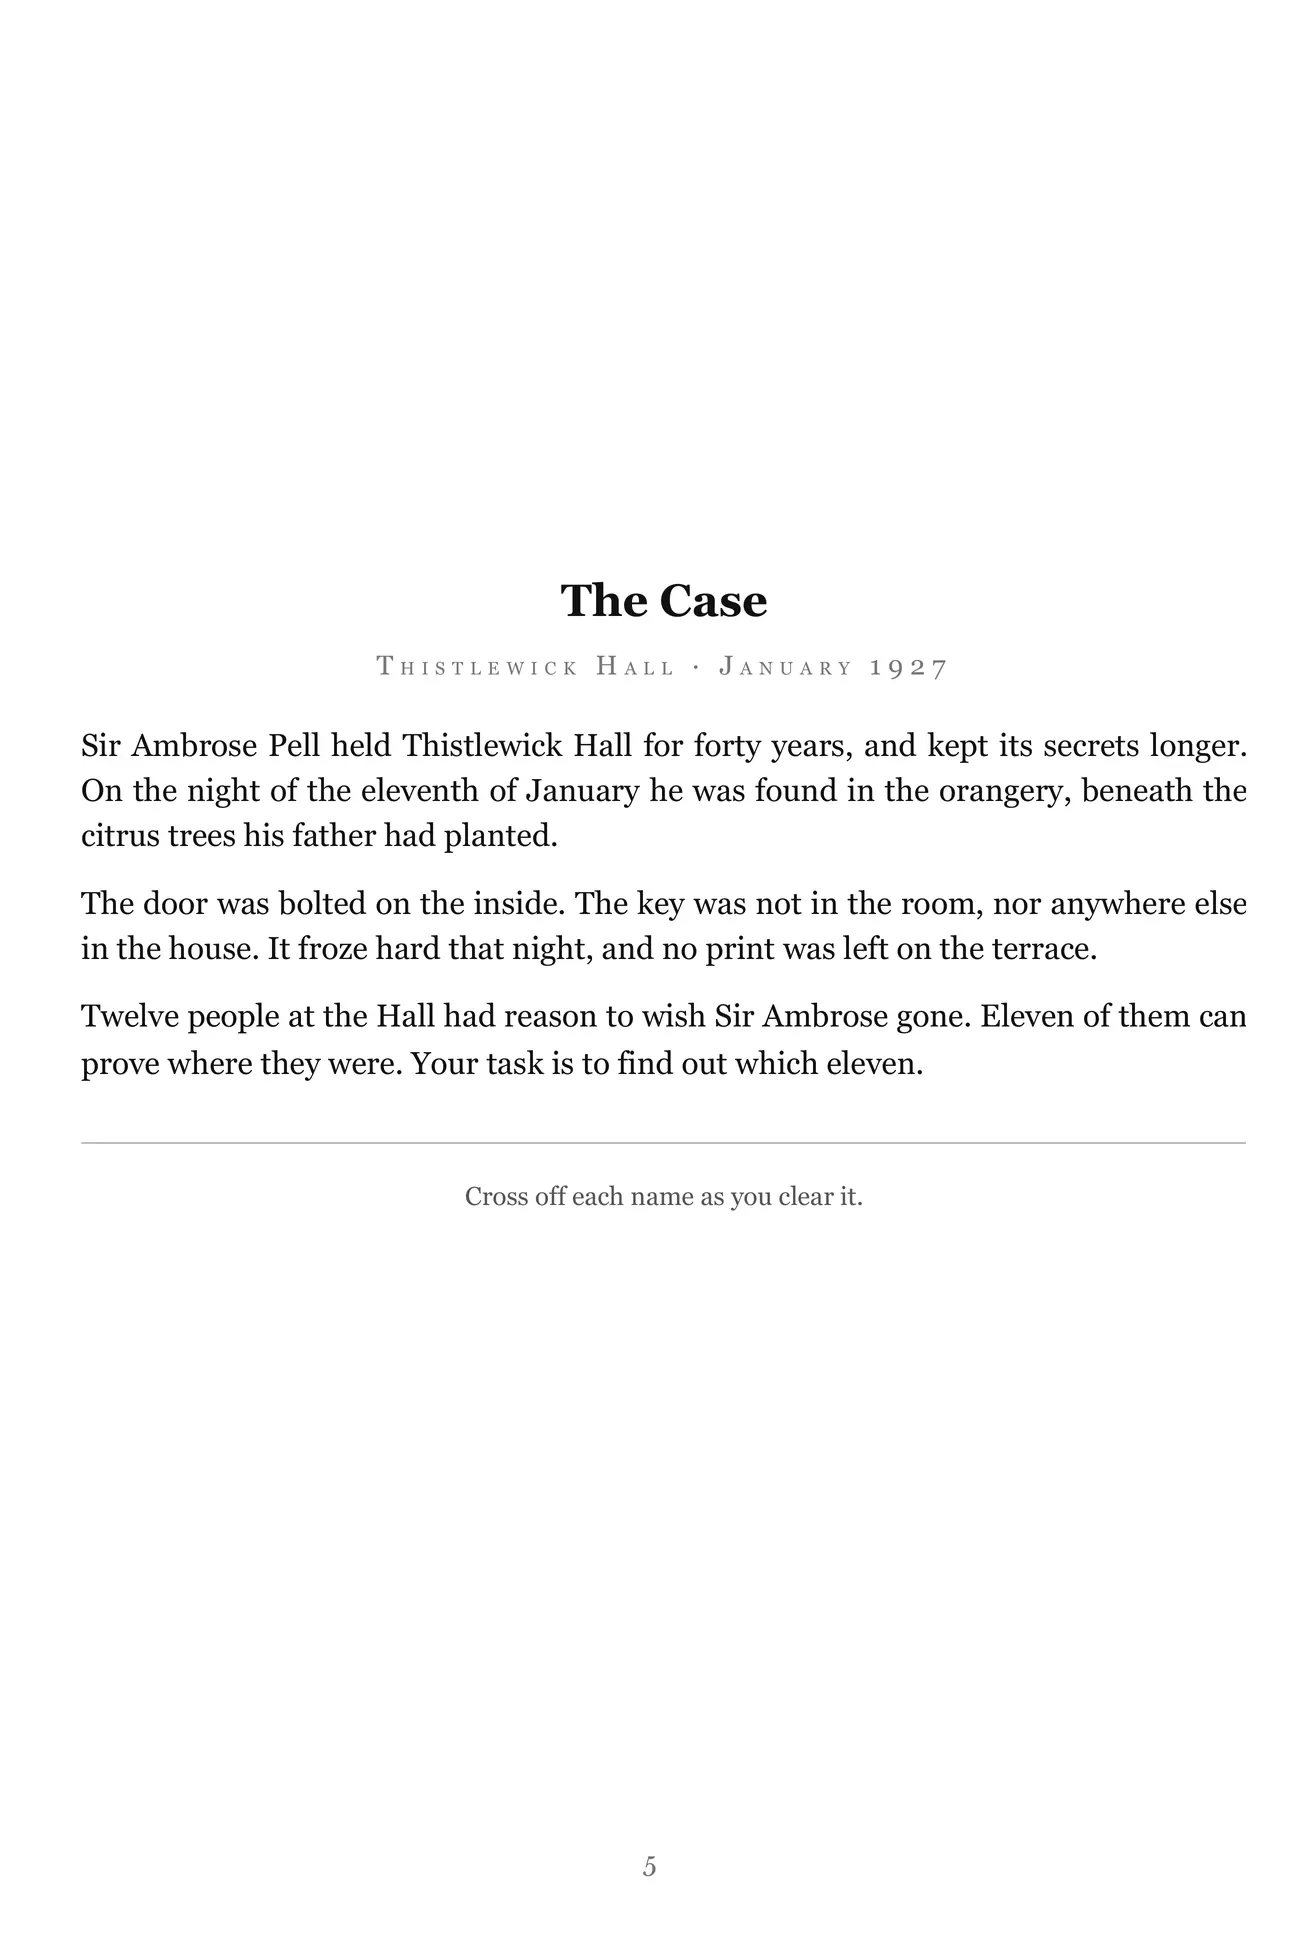 The Case
Thistlewick Hall · January 1927
Sir Ambrose Pell held Thistlewick Hall for forty years, and kept its secrets longer.
On the night of the eleventh of January he was found in the orangery, beneath the
citrus trees his father had planted.
The door was bolted on the inside. The key was not in the room, nor anywhere else
in the house. It froze hard that night, and no print was left on the terrace.
Twelve people at the Hall had reason to wish Sir Ambrose gone. Eleven of them can
prove where they were. Your task is to find out which eleven.
Cross off each name as you clear it.
5